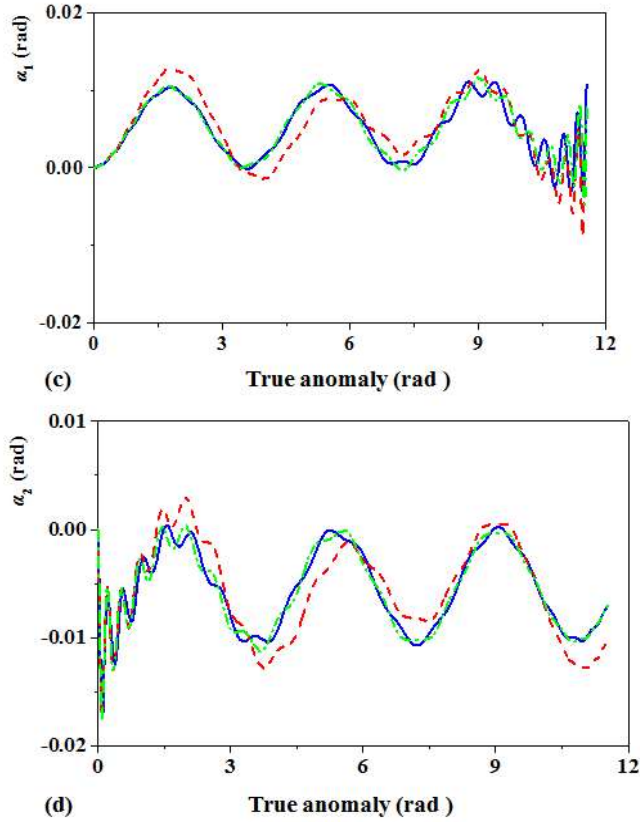 0.02
α₁ (rad)
0.00
-0.02
0 3 6 9 12
(c) True anomaly (rad )
0.01
α₂ (rad)
0.00
-0.01
-0.02
0 3 6 9 12
(d) True anomaly (rad )